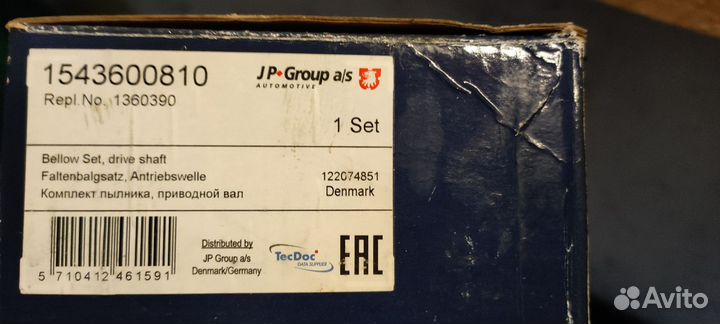 1543600810
JP Group a/s
AUTOMOTIVE
Repl.No. 1360390
1 Set
Bellow Set, drive shaft
Faltenbalgsatz, Antriebswelle
122074851
Комплект пыльника, приводной вал
Denmark
Distributed by
JP Group a/s
Denmark/Germany
TecDoc
DATA SUPPLIER
EAC
5 710412 461591
Avito